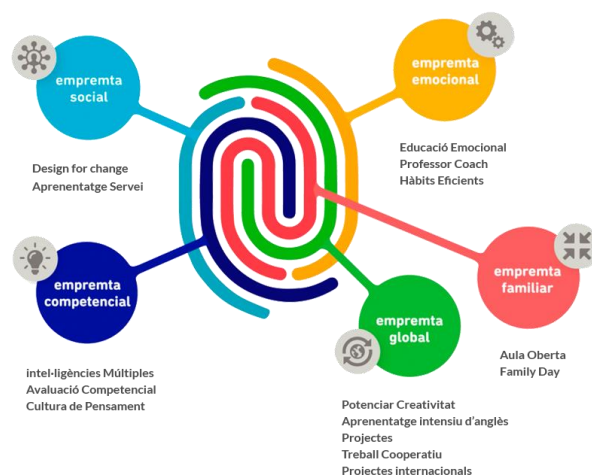 empremta
social
Design for change
Aprenentatge Servei
empremta
emocional
Educació Emocional
Professor Coach
Hàbits Eficients
empremta
competencial
intel·ligències Múltiples
Avaluació Competencial
Cultura de Pensament
empremta
global
Potenciar Creativitat
Aprenentatge intensiu d'anglès
Projectes
Treball Cooperatiu
Projectes internacionals
empremta
familiar
Aula Oberta
Family Day